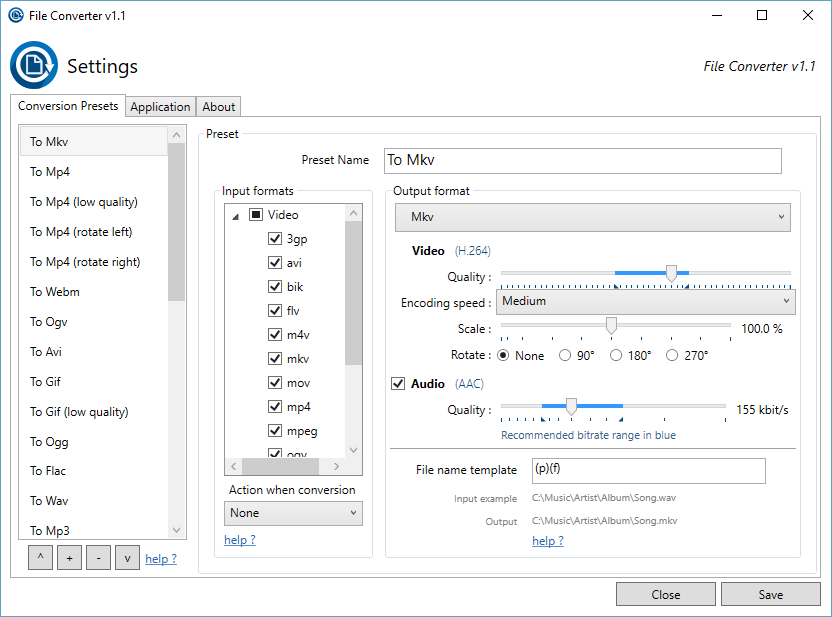 File Converter v1.1
Settings
File Converter v1.1
Conversion Presets Application About
To Mkv
To Mp4
To Mp4 (low quality)
To Mp4 (rotate left)
To Mp4 (rotate right)
To Webm
To Ogv
To Avi
To Gif
To Gif (low quality)
To Ogg
To Flac
To Wav
To Mp3
^ + - v help ?
Preset
Preset Name To Mkv
Input formats
Video
3gp
avi
bik
flv
m4v
mkv
mov
mp4
mpeg
ogv
Action when conversion
None
help ?
Output format
Mkv
Video (H.264)
Quality :
Encoding speed : Medium
Scale : 100.0 %
Rotate : None 90° 180° 270°
Audio (AAC)
Quality : 155 kbit/s
Recommended bitrate range in blue
File name template (p)(f)
Input example C:\Music\Artist\Album\Song.wav
Output C:\Music\Artist\Album\Song.mkv
help ?
Close Save